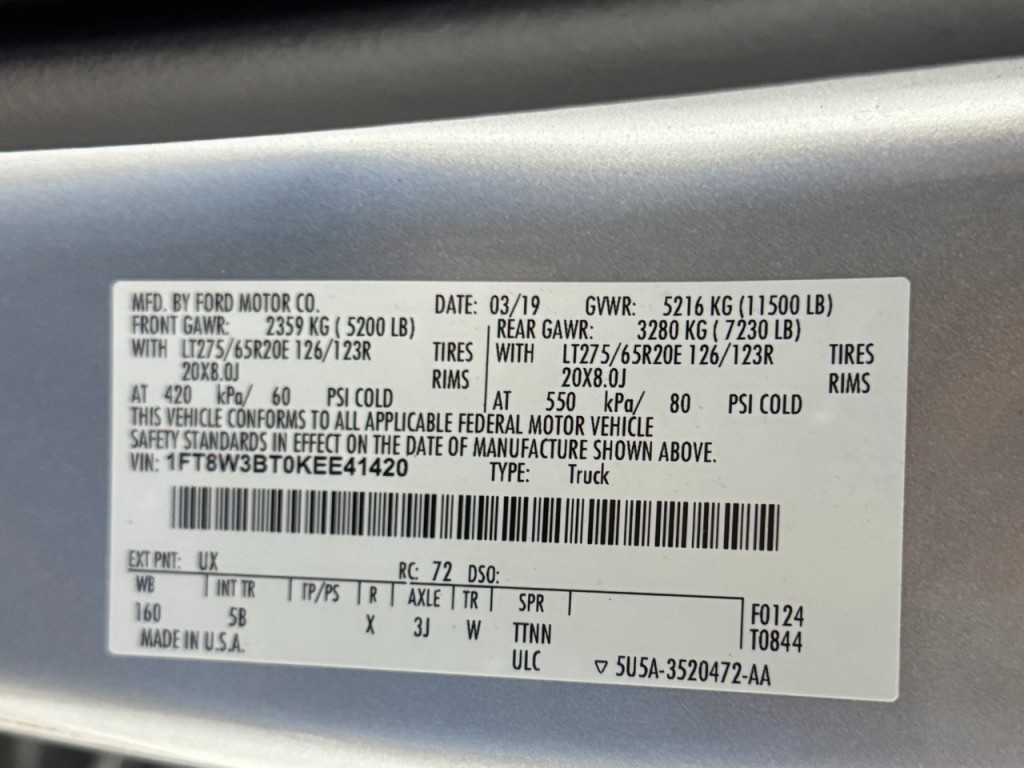 MFD. BY FORD MOTOR CO. DATE: 03/19 GVWR: 5216 KG (11500 LB)
FRONT GAWR: 2359 KG ( 5200 LB) REAR GAWR: 3280 KG ( 7230 LB)
WITH LT275/65R20E 126/123R TIRES WITH LT275/65R20E 126/123R TIRES
20X8.0J RIMS 20X8.0J RIMS
AT 420 kPa/ 60 PSI COLD AT 550 kPa/ 80 PSI COLD
THIS VEHICLE CONFORMS TO ALL APPLICABLE FEDERAL MOTOR VEHICLE
SAFETY STANDARDS IN EFFECT ON THE DATE OF MANUFACTURE SHOWN ABOVE.
VIN: 1FT8W3BT0KEE41420 TYPE: Truck
EXT PNT: UX RC: 72 DSO:
WB INT TR TP/PS R AXLE TR SPR F0124
160 5B X 3J W TTNN T0844
MADE IN U.S.A. ULC ▽ 5U5A-3520472-AA